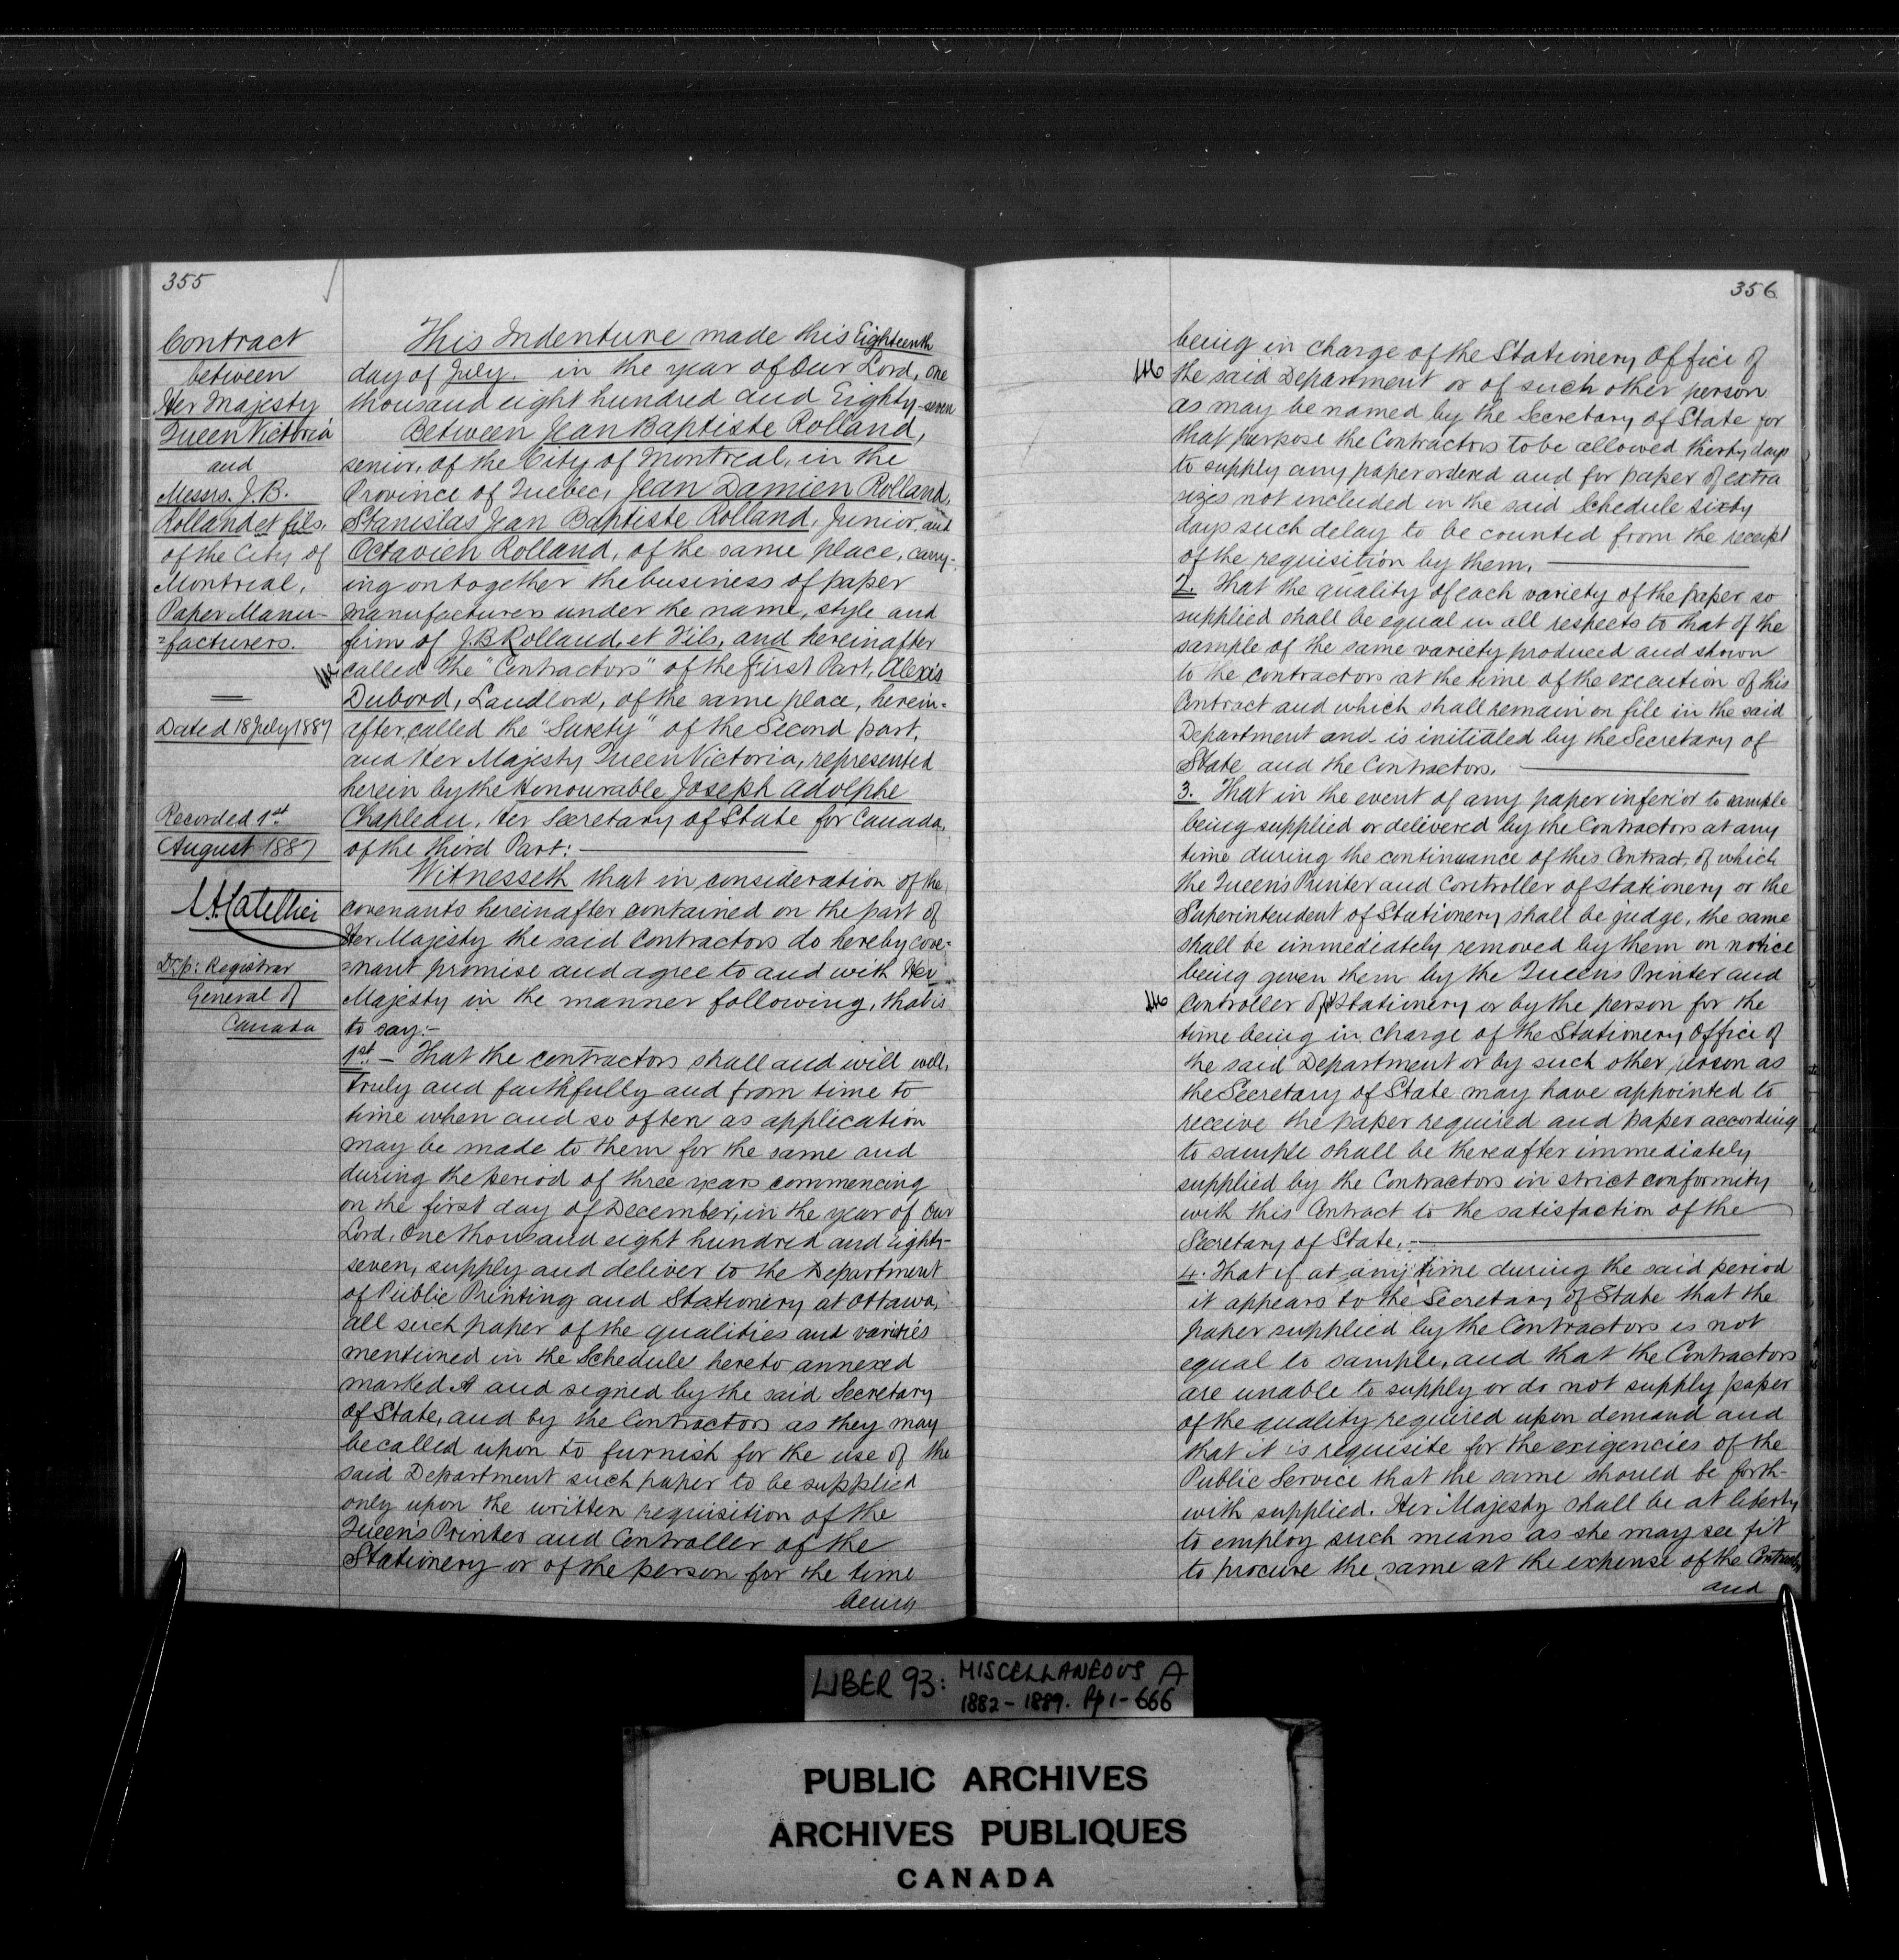 355
Contract
between
Her Majesty
Queen Victoria
and
Messrs. J.B.
Rolland et fils.
of the City of
Montreal,
Paper Manu-
=facturers.
Dated 18 July 1887
Recorded 1st
August 1887
Dep: Registrar
General of
Canada
This Indenture made this Eighteenth
day of July. in the year of Our Lord, one
thousand eight hundred and Eighty-seven
Between Jean Baptiste Rolland,
senior, of the City of Montreal, in the
Province of Quebec, Jean Damien Rolland,
Stanislas Jean Baptiste Rolland, Junior, and
Octavien Rolland, of the same place, carry-
ing on together the business of paper
manufacturers under the name, style and
firm of J.B Rolland, et Fils, and hereinafter
called the "Contractors" of the First Part, Alexis
Dubord, Landlord, of the same place, herein-
after, called the "Surety" of the Second part,
and Her Majesty Queen Victoria, represented
herein by the Honourable Joseph Adolphe
Chapleau, Her Secretary of State for Canada,
of the Third Part:
Witnesseth that in consideration of the
covenants hereinafter contained on the part of
Her Majesty the said Contractors do hereby cove=
=nant promise and agree to and with Her
Majesty in the manner following, that is
to say:-
1st - That the contractors shall and will well,
truly and faithfully and from time to
time when and so often as application
may be made to them for the same and
during the period of three years commencing
on the first day of December, in the year of Our
Lord, One thousand eight hundred and eighty-
seven, supply and deliver to the Department
of Public Printing and Stationery at Ottawa,
all such paper of the qualities and varities
mentioned in the Schedule hereto annexed
marked A and signed by the said Secretary
of State, and by the Contractors as they may
be called upon to furnish for the use of the
said Department such paper to be supplied
only upon the written requisition of the
Queen's Printer and Controller of the
Stationery or of the person for the time
being
356
being in charge of the Stationery Office of
the said Department or of such other person
as may be named by the Secretary of State for
that purpose the Contractors to be allowed thirty days
to supply any paper ordered and for paper of extra
sizes not included in the said Schedule sixty
days such delay to be counted from the receipt
of the requisition by them.
2. That the quality of each variety of the paper so
supplied shall be equal in all respects to that of the
sample of the same variety produced and shown
to the contractors at the time of the execution of this
Contract and which shall remain on file in the said
Department and is initialed by the Secretary of
State and the Contractors.
3. That in the event of any paper inferior to sample
being supplied or delivered by the Contractors at any
time during the continuance of this Contract, of which
the Queen's Printer and Controller of Stationery or the
Superintendent of Stationery shall be judge, the same
shall be immediately removed by them on notice
being given them by the Queens Printer and
Controller of Stationery or by the person for the
time being in charge of the Stationery Office of
the said Department or by such other person as
the Secretary of State may have appointed to
receive the paper required and paper according
to sample shall be thereafter immediately
supplied by the Contractors in strict conformity
with this Contract to the satisfaction of the
Secretary of State.
4. That if at any time during the said period
it appears to the Secretary of State that the
paper supplied by the Contractors is not
equal to sample, and that the Contractors
are unable to supply or do not supply paper
of the quality required upon demand and
that it is requisite for the exigencies of the
Public Service that the same should be forth-
with supplied. Her Majesty shall be at liberty
to employ such means as she may see fit
to procure the same at the expense of the Contractors
and
LIBER 93: MISCELLANEOUS A
1882-1889. Pp 1-666
PUBLIC ARCHIVES
ARCHIVES PUBLIQUES
CANADA